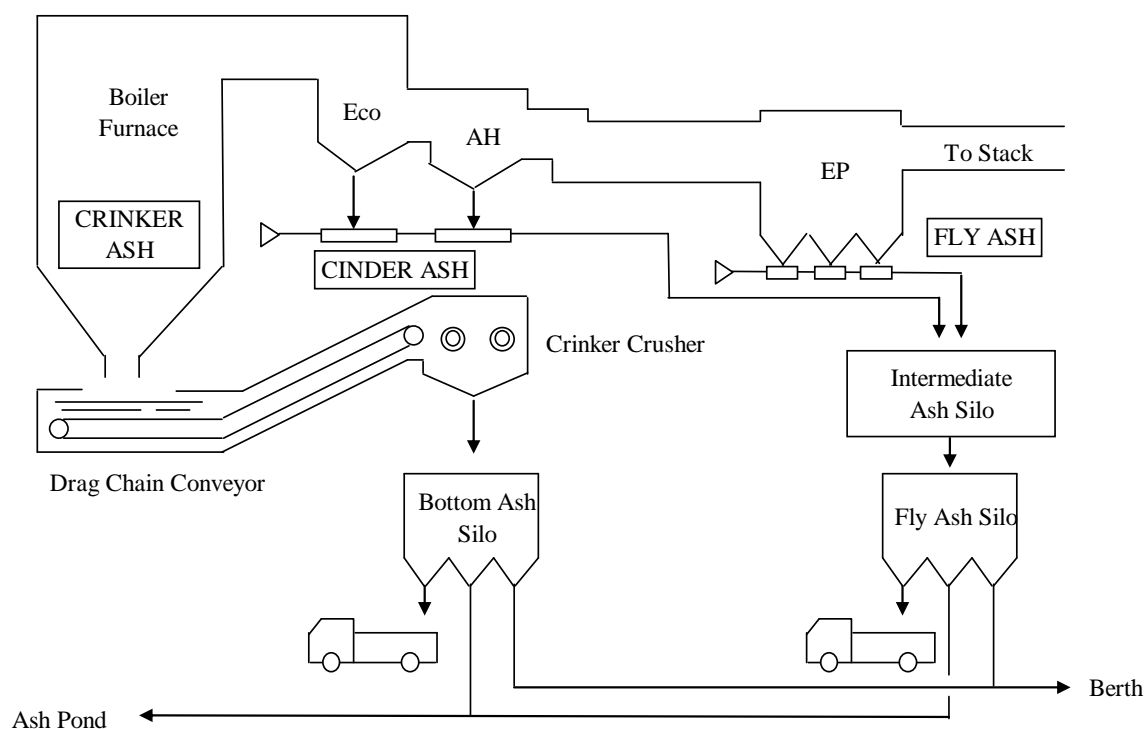 Boiler
Furnace
Eco
AH
EP
To Stack
CRINKER
ASH
CINDER ASH
FLY ASH
Crinker Crusher
Intermediate
Ash Silo
Drag Chain Conveyor
Bottom Ash
Silo
Fly Ash Silo
Berth
Ash Pond